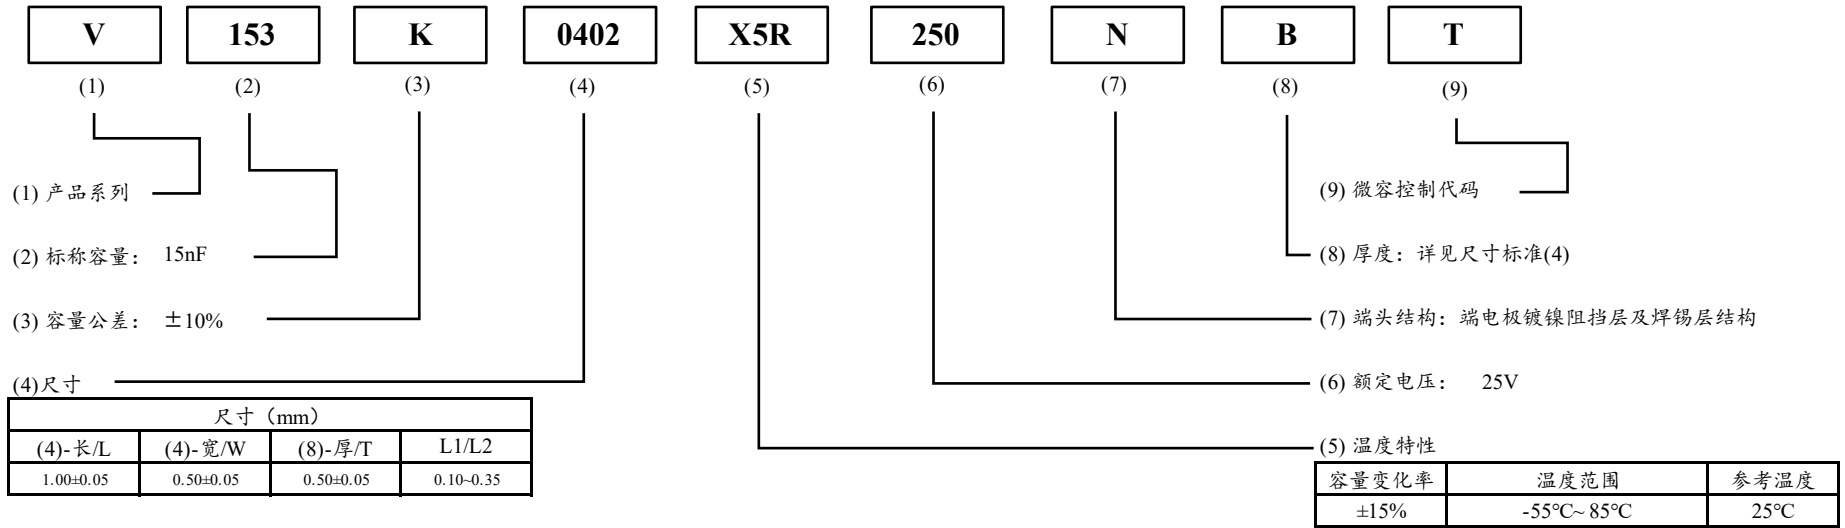 V 153 K 0402 X5R 250 N B T
(1) (2) (3) (4) (5) (6) (7) (8) (9)
(1) 产品系列
(9) 微容控制代码
(2) 标称容量： 15nF
(8) 厚度：详见尺寸标准(4)
(3) 容量公差： ±10%
(7) 端头结构：端电极镀镍阻挡层及焊锡层结构
(4)尺寸
(6) 额定电压： 25V
尺寸（mm）
(4)-长/L (4)-宽/W (8)-厚/T L1/L2
1.00±0.05 0.50±0.05 0.50±0.05 0.10~0.35
(5) 温度特性
容量变化率 温度范围 参考温度
±15% -55℃~ 85℃ 25℃